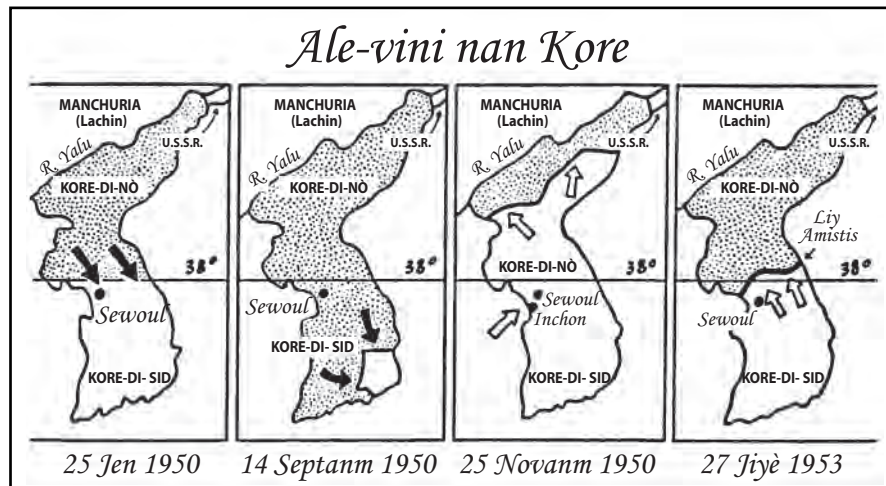 Ale-vini nan Kore
MANCHURIA
(Lachin)
U.S.S.R.
R. Yalu
KORE-DI-NÒ
38°
Sewoul
KORE-DI- SID
25 Jen 1950
MANCHURIA
(Lachin)
U.S.S.R.
R. Yalu
KORE-DI-NÒ
38°
Sewoul
KORE-DI- SID
14 Septanm 1950
MANCHURIA
(Lachin)
U.S.S.R.
R. Yalu
KORE-DI-NÒ
38°
Sewoul
Inchon
KORE-DI-SID
25 Novanm 1950
MANCHURIA
(Lachin)
U.S.S.R.
R. Yalu
KORE-DI-NÒ
Liy
Amistis
38°
Sewoul
KORE-DI- SID
27 Jiyè 1953